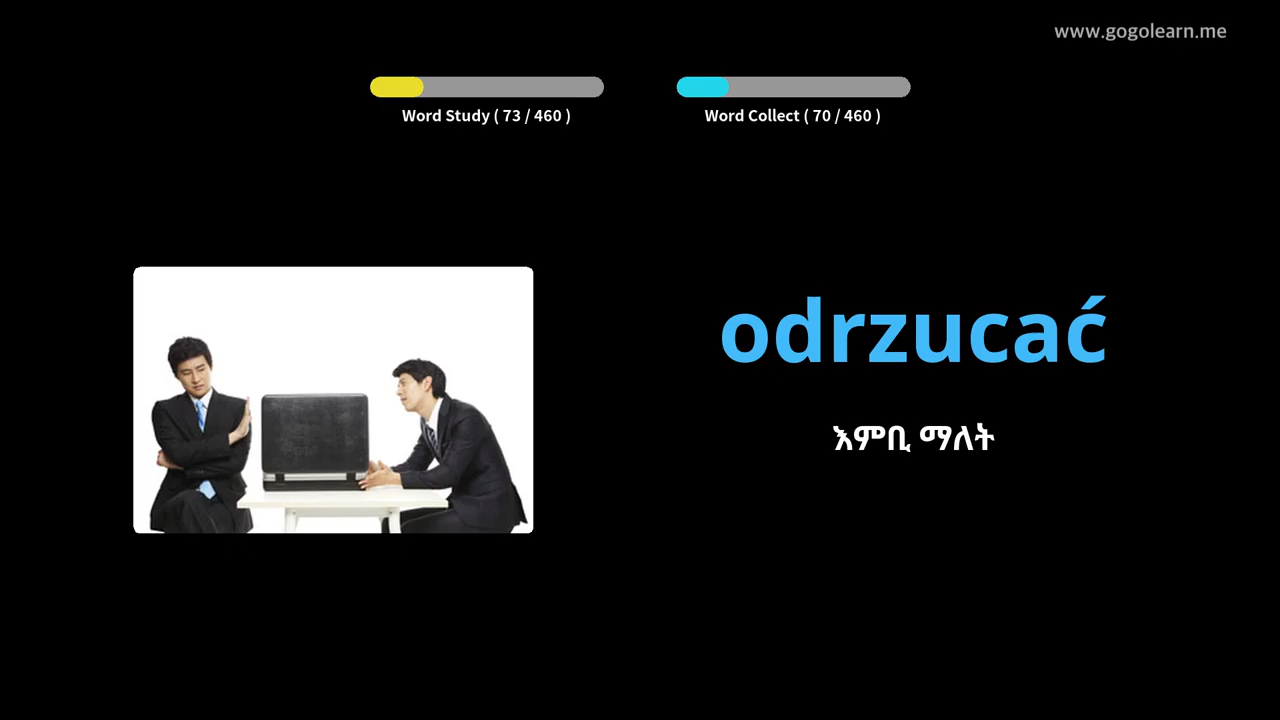 www.gogolearn.me
Word Study ( 73 / 460 )
Word Collect ( 70 / 460 )
odrzucać
እምቢ ማለት